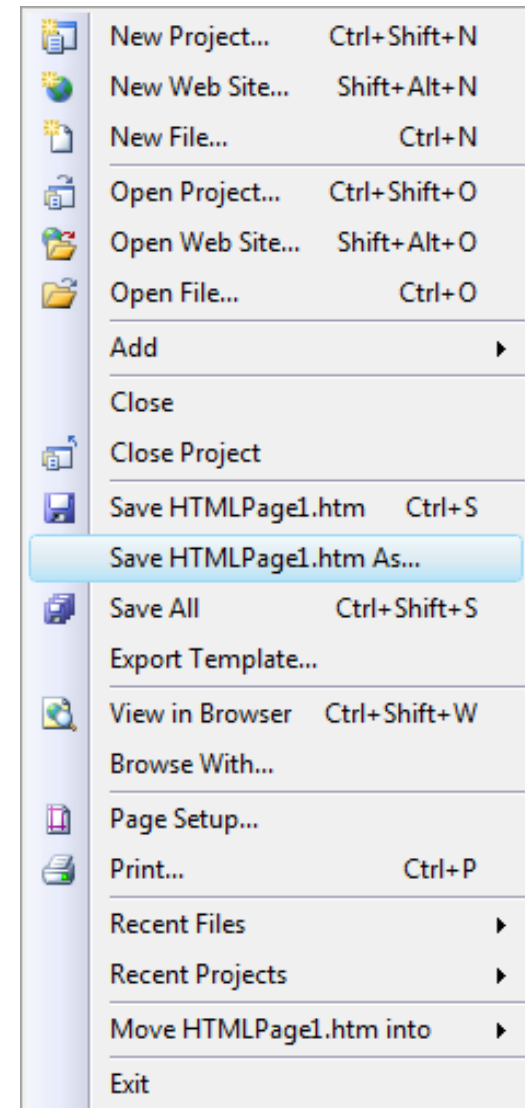 New Project... Ctrl+Shift+N
New Web Site... Shift+Alt+N
New File... Ctrl+N
Open Project... Ctrl+Shift+O
Open Web Site... Shift+Alt+O
Open File... Ctrl+O
Add
Close
Close Project
Save HTMLPage1.htm Ctrl+S
Save HTMLPage1.htm As...
Save All Ctrl+Shift+S
Export Template...
View in Browser Ctrl+Shift+W
Browse With...
Page Setup...
Print... Ctrl+P
Recent Files
Recent Projects
Move HTMLPage1.htm into
Exit